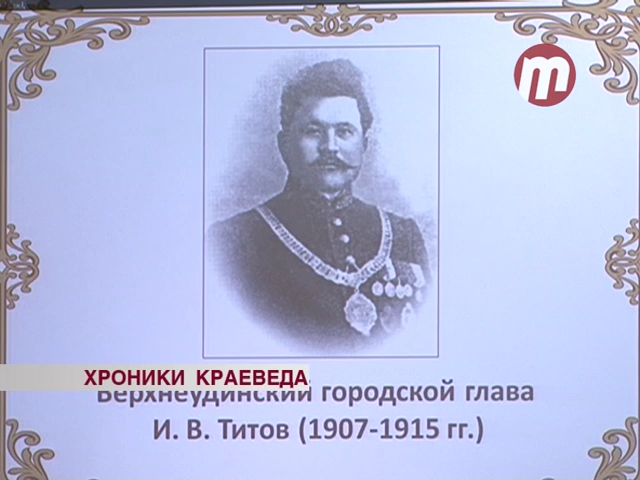 m
ХРОНИКИ КРАЕВЕДА
Верхнеудинский городской глава
И. В. Титов (1907-1915 гг.)